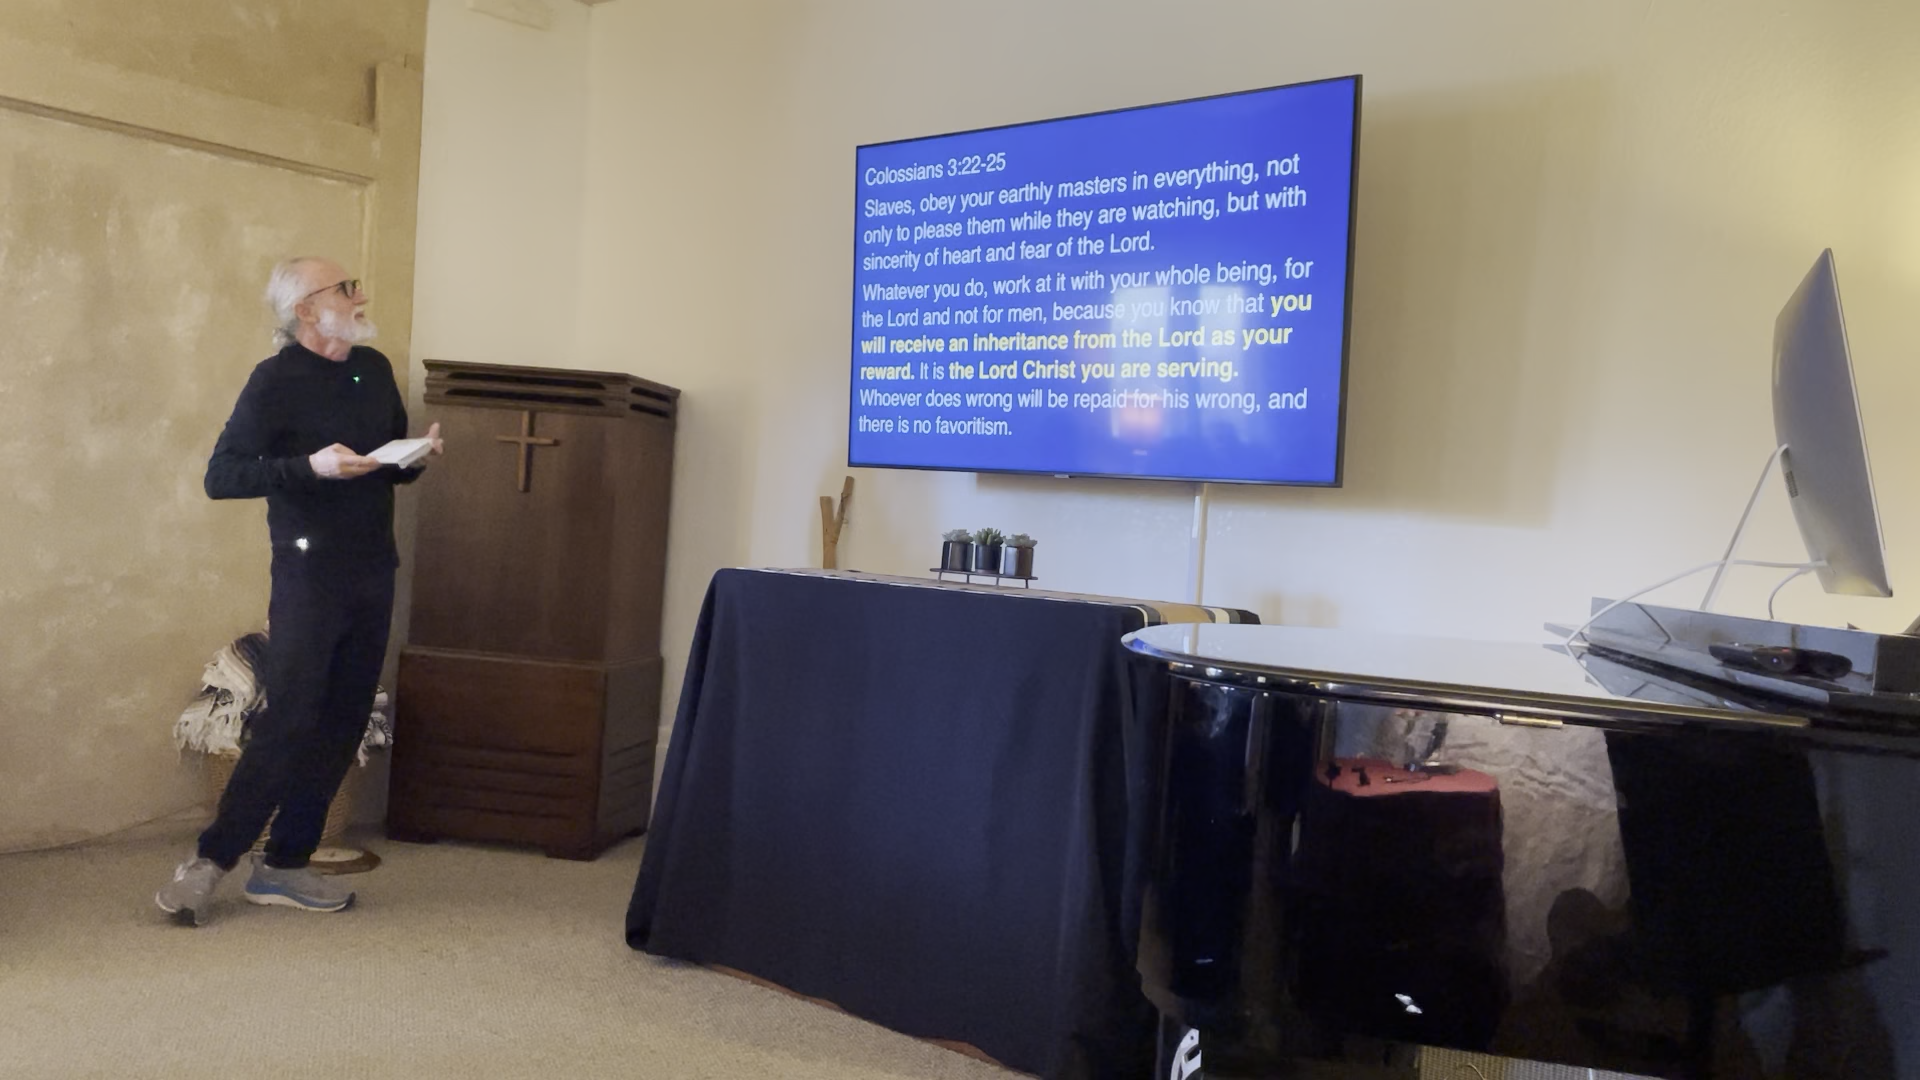 Colossians 3:22-25
Slaves, obey your earthly masters in everything, not
only to please them while they are watching, but with
sincerity of heart and fear of the Lord.
Whatever you do, work at it with your whole being, for
the Lord and not for men, because you know that you
will receive an inheritance from the Lord as your
reward. It is the Lord Christ you are serving.
Whoever does wrong will be repaid for his wrong, and
there is no favoritism.